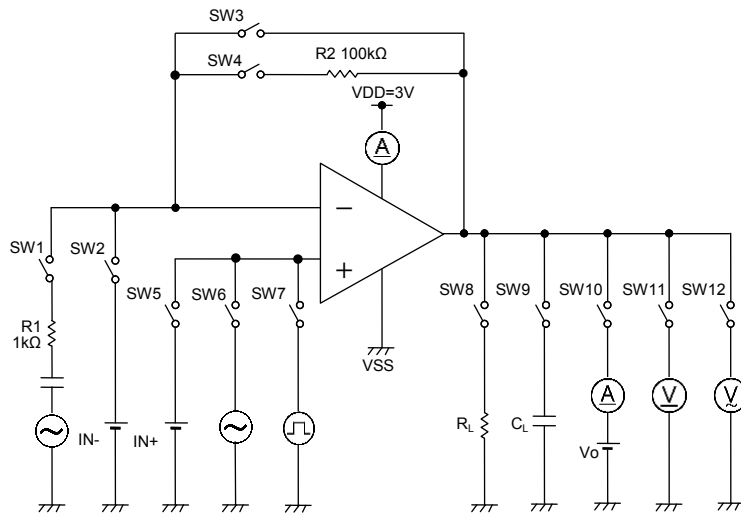 SW3
R2 100kΩ
SW4
VDD=3V
A
−
+
SW1
SW2
SW5
SW6
SW7
SW8
SW9
SW10
SW11
SW12
R1
1kΩ
VSS
A
V
V
RL
CL
IN-
IN+
Vo